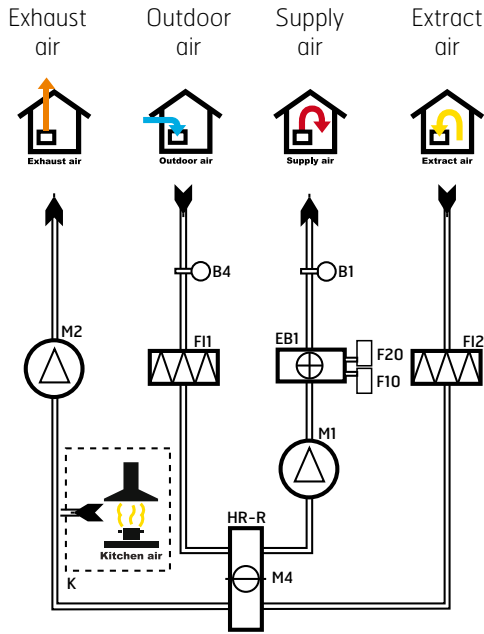 Exhaust
air
Outdoor
air
Supply
air
Extract
air
Exhaust air
Outdoor air
Supply air
Extract air
B4
B1
M2
FI1
EB1
F20
F10
FI2
M1
Kitchen air
K
HR-R
M4